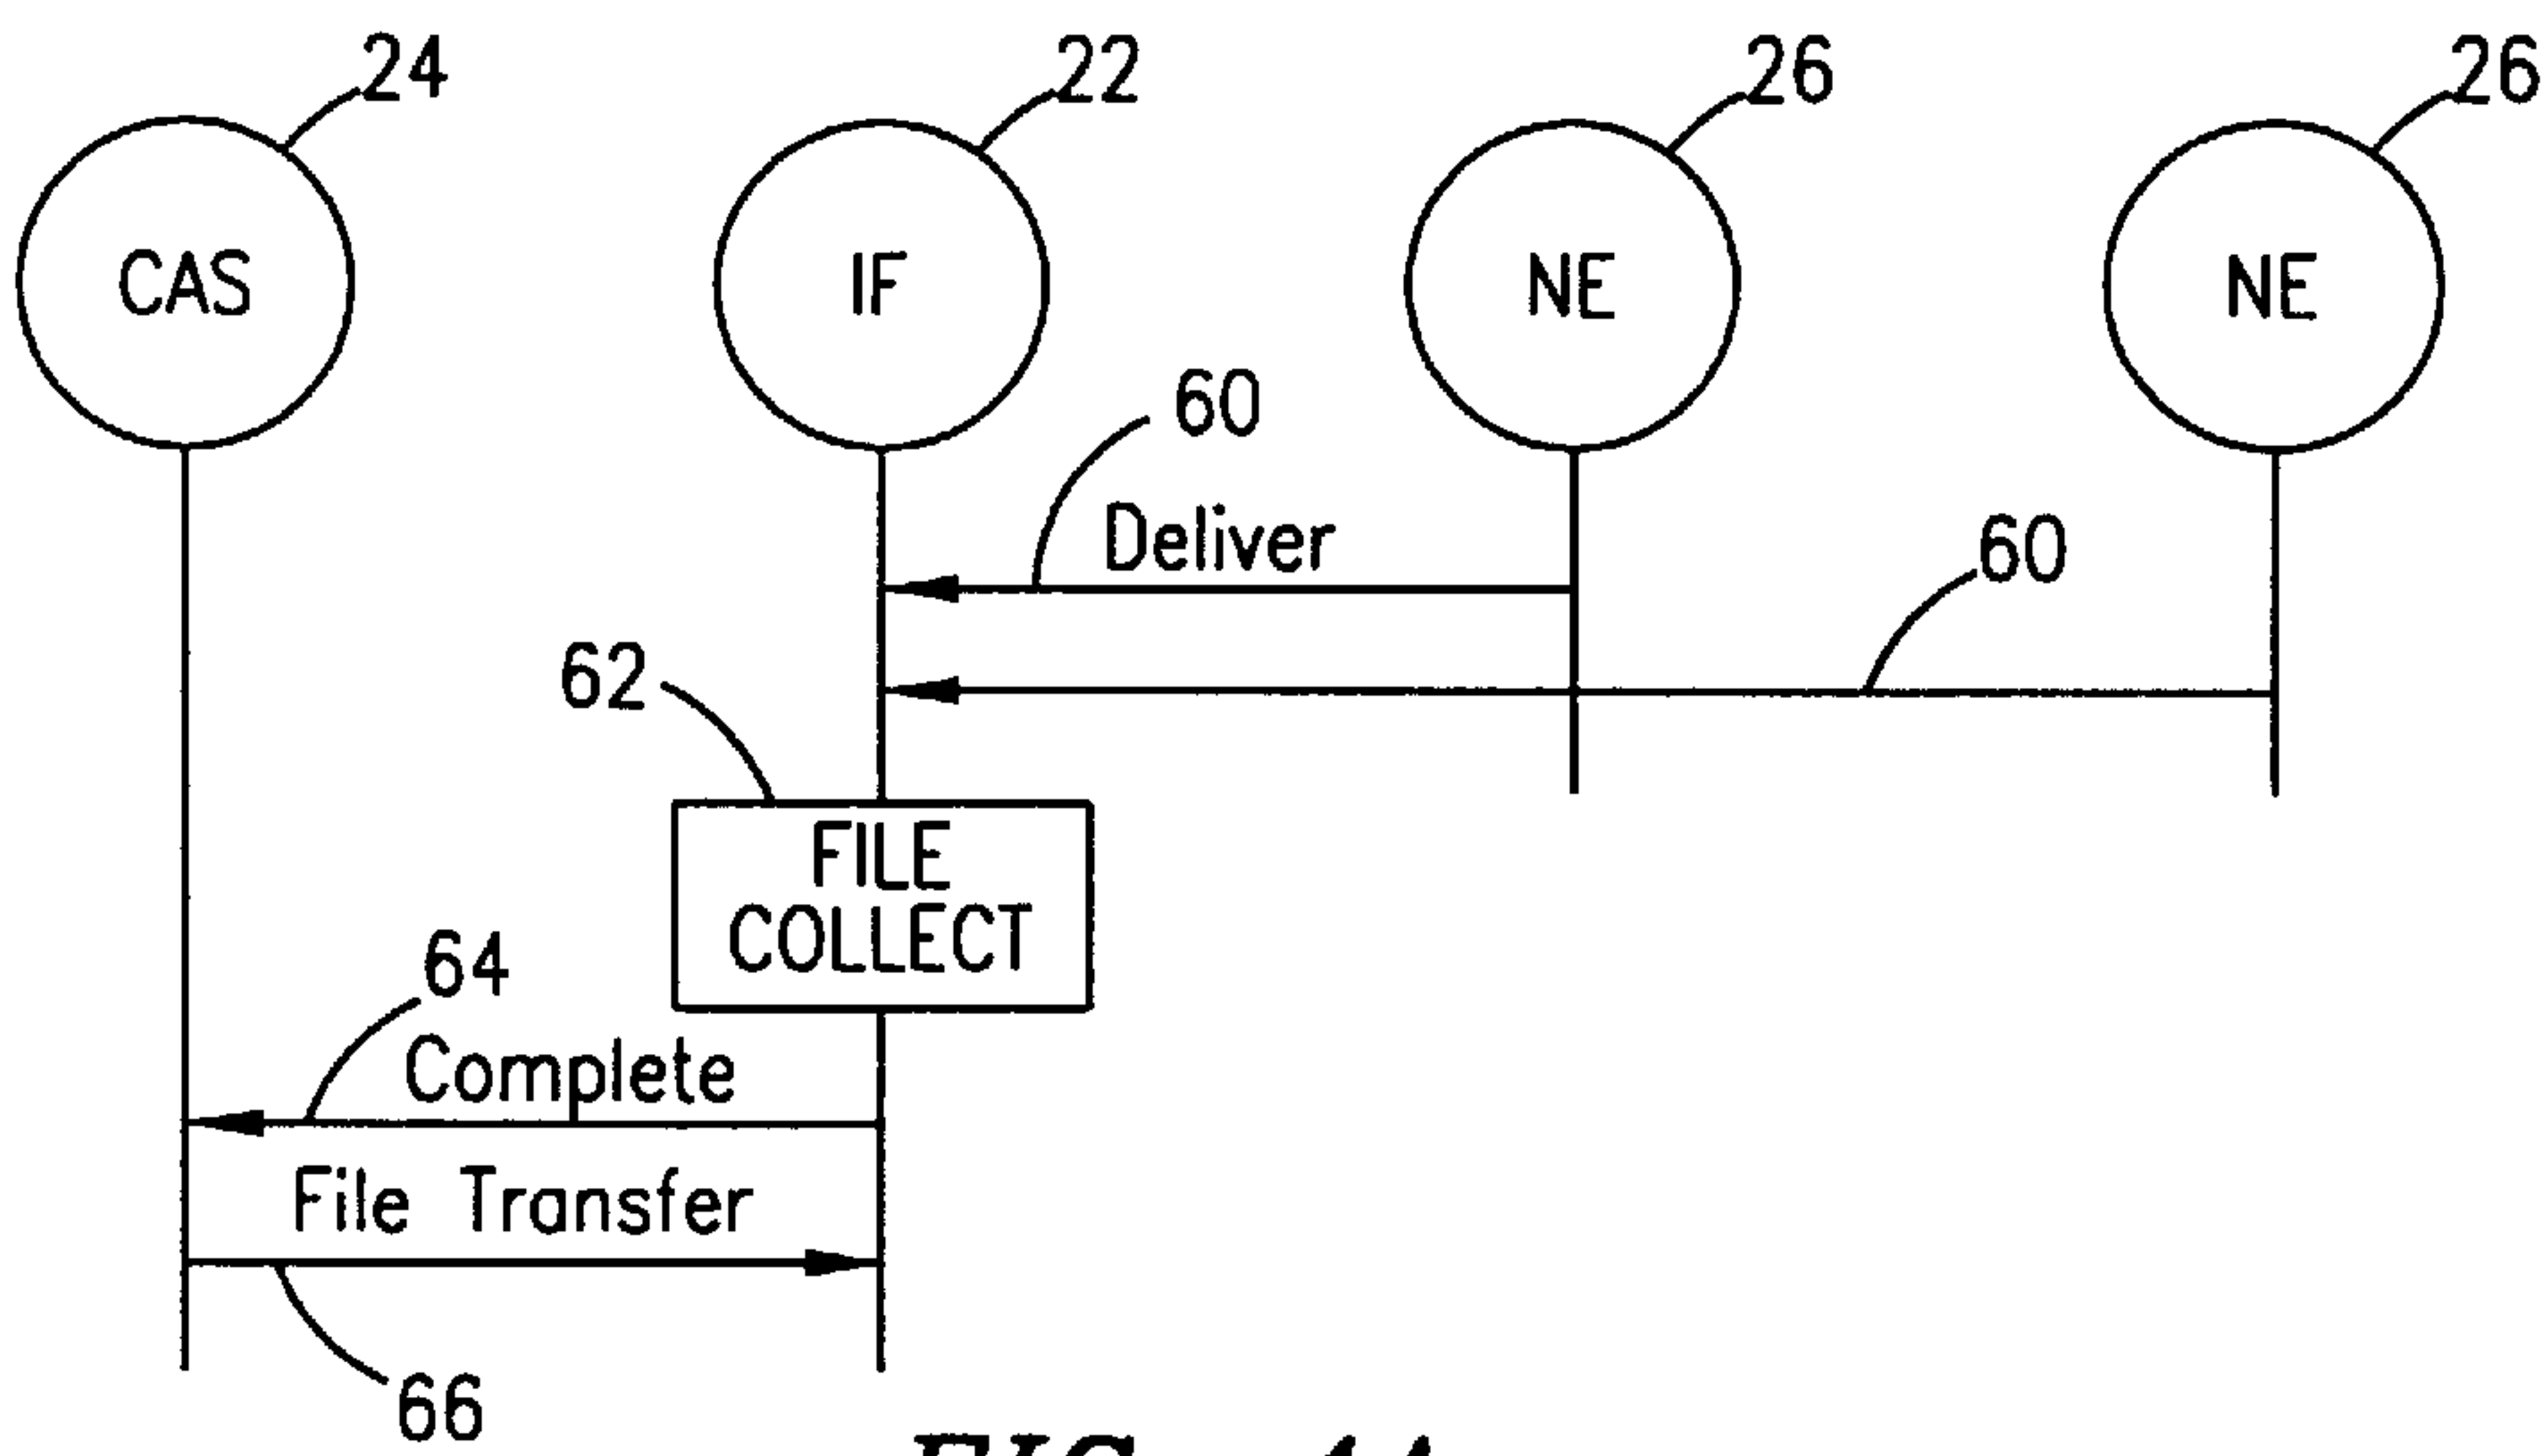 24
22
26
26
CAS
IF
NE
NE
60
Deliver
60
62
FILE
COLLECT
64
Complete
File Transfer
66